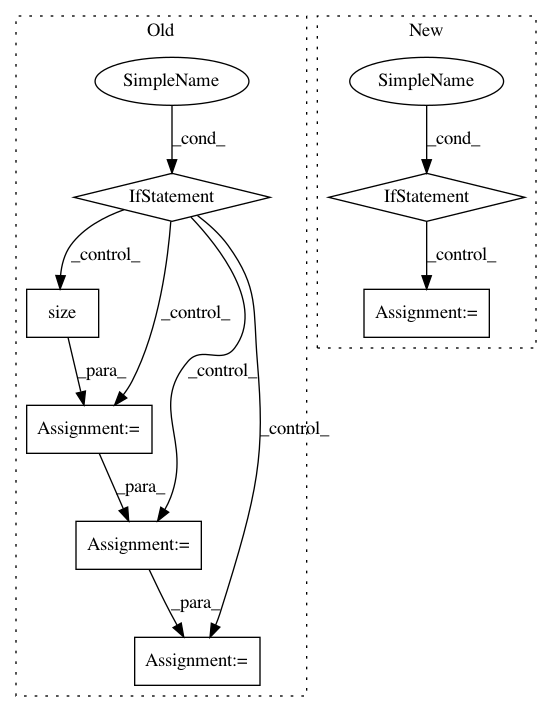 Old
New
SimpleName
SimpleName
_cond_
_cond_
IfStatement
IfStatement
_control_
_control_
size
_control_
Assignment:=
_para_
_control_
Assignment:=
_control_
_para_
Assignment:=
_para_
Assignment:=